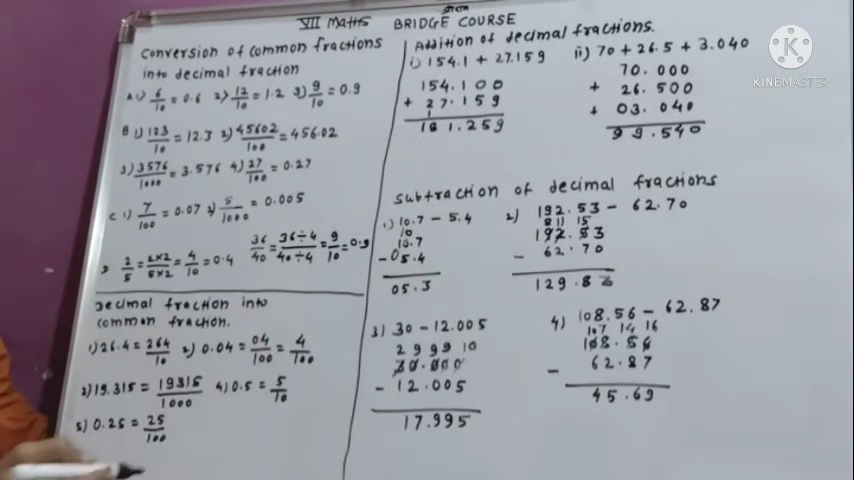 VII Maths BRIDGE COURSE
Conversion of common fractions
into decimal fraction
A 1) 6/10 = 0.6 2) 12/10 = 1.2 3) 9/10 = 0.9
B 1) 123/10 = 12.3 2) 45602/100 = 456.02
3) 3576/1000 = 3.576 4) 27/100 = 0.27
C 1) 7/100 = 0.07 2) 5/1000 = 0.005
2/5 = 2×2/5×2 = 4/10 = 0.4 36/40 = 36÷4/40÷4 = 9/10 = 0.9
Decimal fraction into
common fraction.
1) 26.4 = 264/10 2) 0.04 = 04/100 = 4/100
3) 19.315 = 19315/1000 4) 0.5 = 5/10
5) 0.25 = 25/100
Addition of decimal fractions.
i) 154.1 + 27.159
154.100
+ 27.159
1
181.259
ii) 70 + 26.5 + 3.040
70.000
+ 26.500
+ 03.040
99.540
Subtraction of decimal fractions
1) 10.7 - 5.4
10
10.7
- 05.4
05.3
2) 192.53 - 62.70
8 11 15
192.53
- 62.70
129.83
3) 30 - 12.005
2 9 9 9 10
30.000
- 12.005
17.995
4) 108.56 - 62.87
10 7 14 16
108.56
- 62.87
45.69
K
KINEMASTER